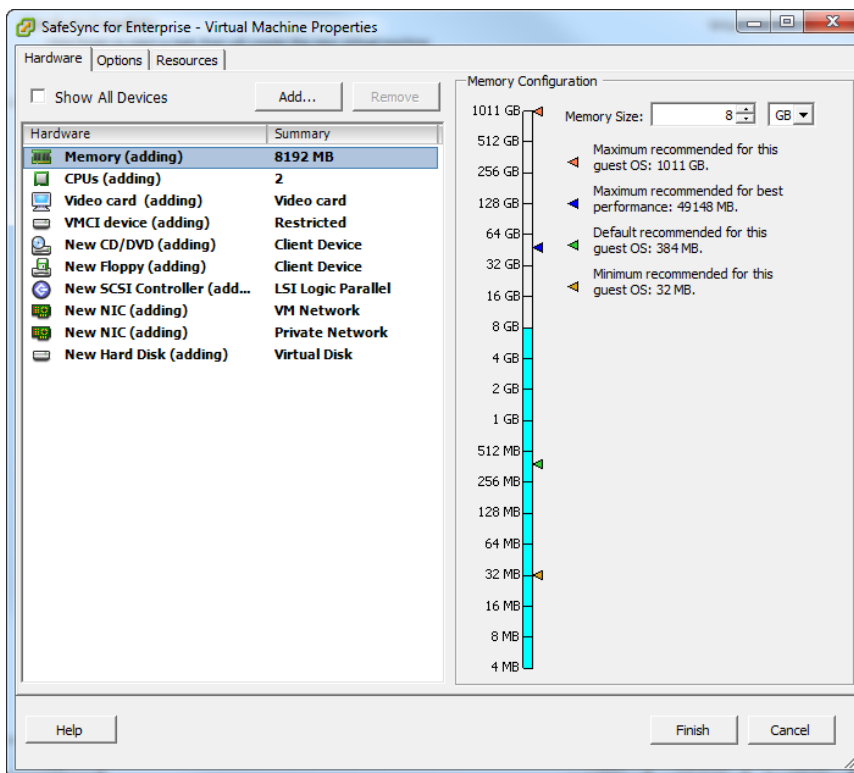 SafeSync for Enterprise - Virtual Machine Properties
Hardware Options Resources
Show All Devices Add... Remove
Hardware Summary
Memory (adding) 8192 MB
CPUs (adding) 2
Video card (adding) Video card
VMCI device (adding) Restricted
New CD/DVD (adding) Client Device
New Floppy (adding) Client Device
New SCSI Controller (add... LSI Logic Parallel
New NIC (adding) VM Network
New NIC (adding) Private Network
New Hard Disk (adding) Virtual Disk
Memory Configuration
1011 GB
512 GB
256 GB
128 GB
64 GB
32 GB
16 GB
8 GB
4 GB
2 GB
1 GB
512 MB
256 MB
128 MB
64 MB
32 MB
16 MB
8 MB
4 MB
Memory Size: 8 GB
Maximum recommended for this
guest OS: 1011 GB.
Maximum recommended for best
performance: 49148 MB.
Default recommended for this
guest OS: 384 MB.
Minimum recommended for this
guest OS: 32 MB.
Help Finish Cancel